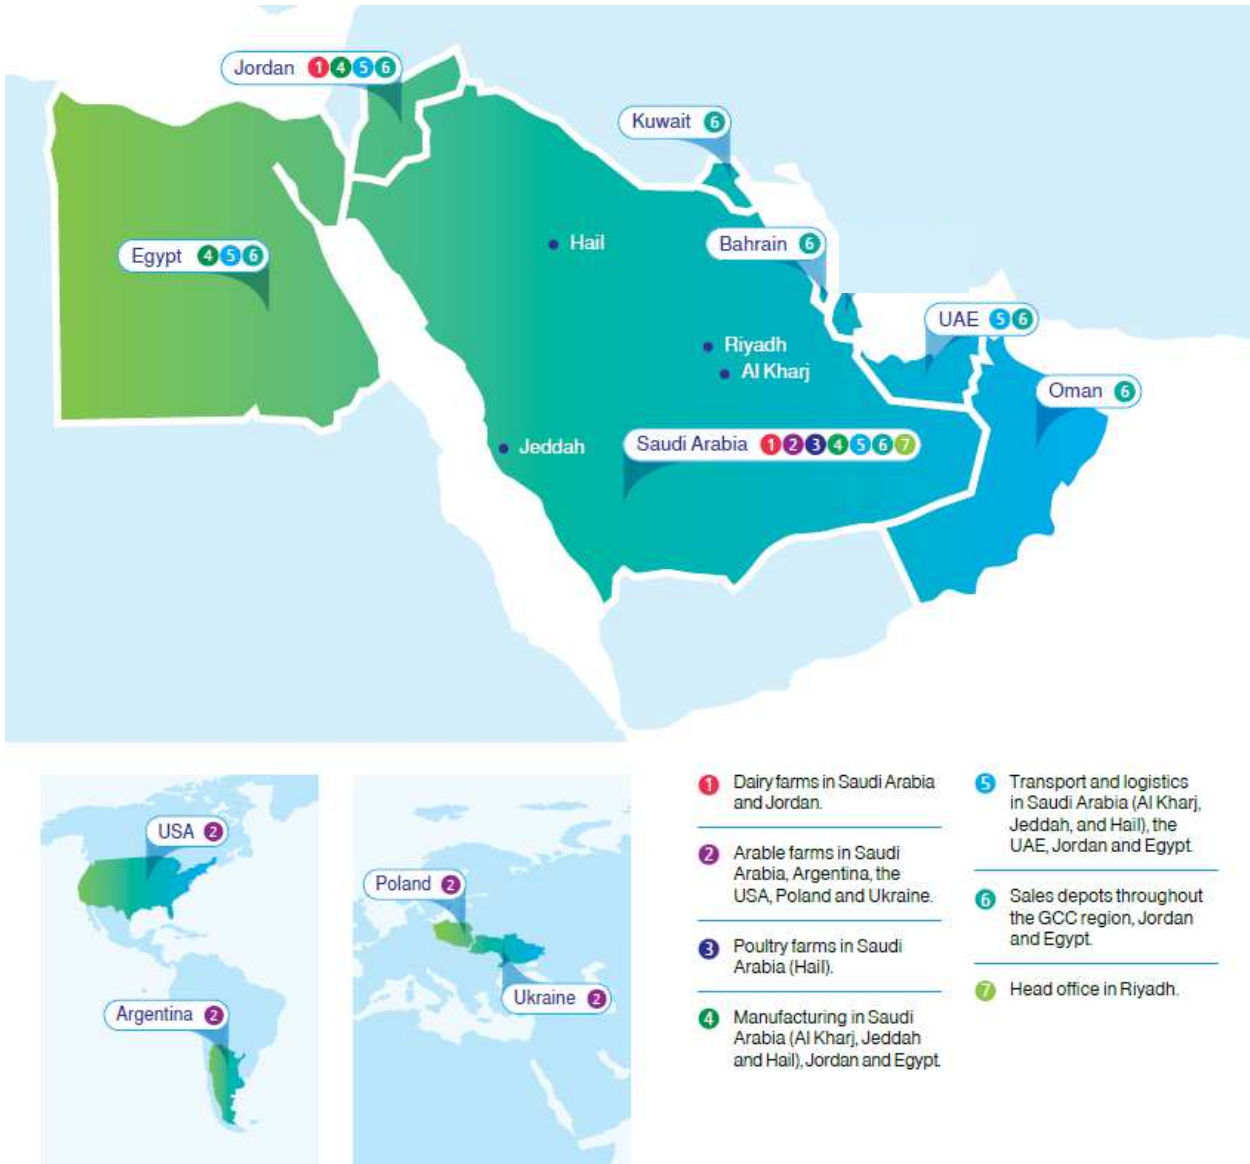 Jordan 1 4 5 6
Kuwait 6
Egypt 4 5 6
Hail
Bahrain 6
UAE 5 6
Riyadh
Al Kharj
Oman 6
Jeddah
Saudi Arabia 1 2 3 4 5 6 7
USA 2
Argentina 2
Poland 2
Ukraine 2
1 Dairy farms in Saudi Arabia
and Jordan.
2 Arable farms in Saudi
Arabia, Argentina, the
USA, Poland and Ukraine.
3 Poultry farms in Saudi
Arabia (Hail).
4 Manufacturing in Saudi
Arabia (Al Kharj, Jeddah
and Hail), Jordan and Egypt.
5 Transport and logistics
in Saudi Arabia (Al Kharj,
Jeddah, and Hail), the
UAE, Jordan and Egypt.
6 Sales depots throughout
the GCC region, Jordan
and Egypt.
7 Head office in Riyadh.